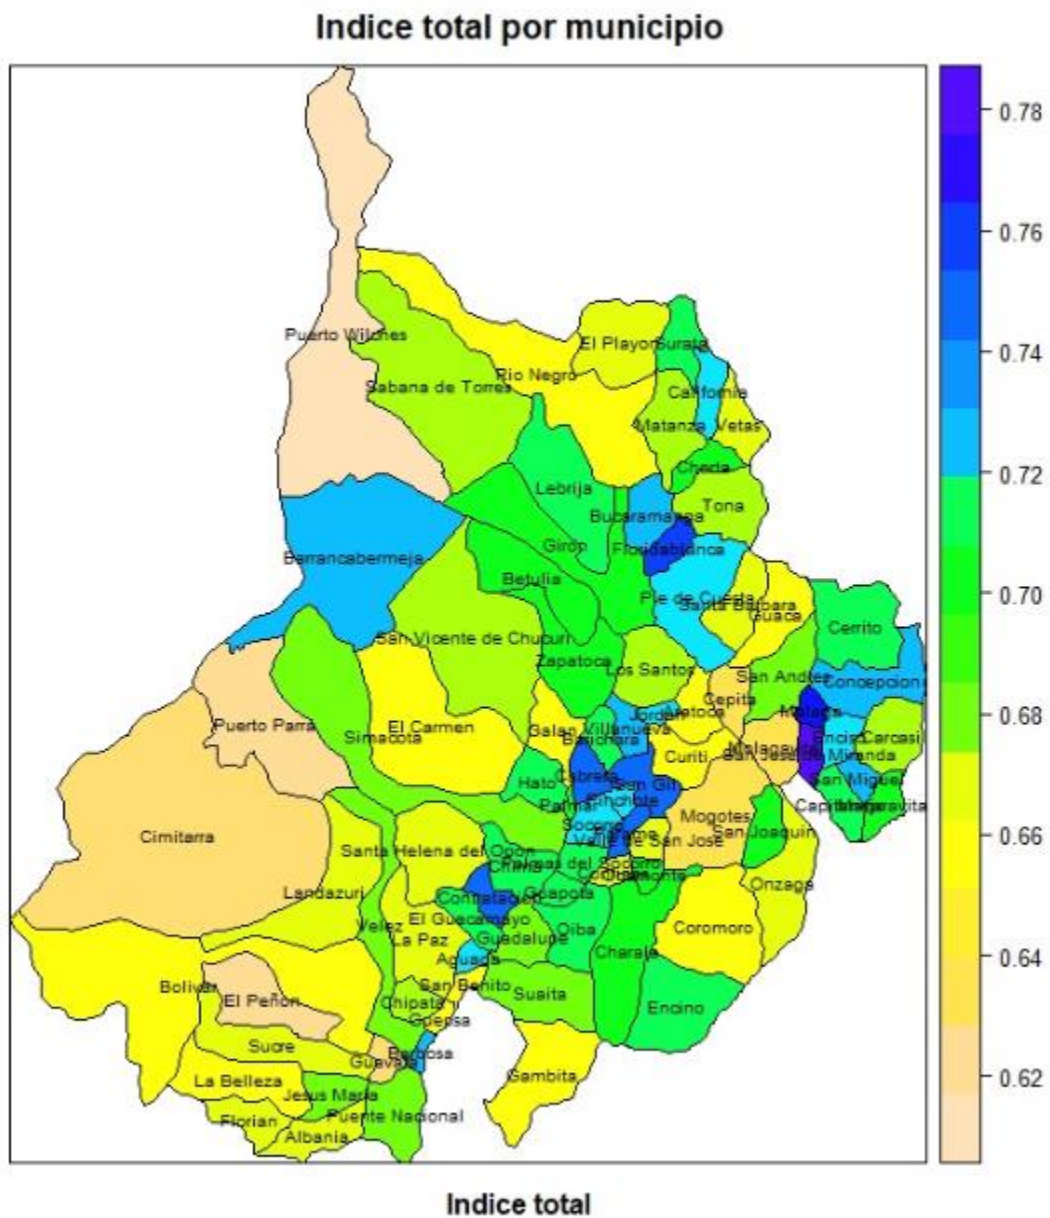 Indice total por municipio
0.78
0.76
0.74
0.72
0.70
0.68
0.66
0.64
0.62
Puerto Wilches
El Playon
Surata
Rio Negro
Sabana de Torres
California
Matanza
Vetas
Charta
Lebrija
Tona
Bucaramanga
Giron
Floridablanca
Barrancabermeja
Betulia
Pie de Cuesta
Santa Barbara
Guaca
Cerrito
San Vicente de Chucuri
Zapatoca
Los Santos
San Andres
Concepcion
Cepita
Jordan
Aratoca
Malaga
Puerto Parra
El Carmen
Simacota
Galan
Villanueva
Barichara
Enciso
Carcasi
Molagavita
San Jose de Miranda
Curiti
Cabrera
San Gil
Hato
San Miguel
Pinchote
Palmar
Capitanejo
Macaravita
Mogotes
Socorro
San Joaquin
Cimitarra
Paramo
Valle de San Jose
Santa Helena del Opon
Palmas del Socorro
Chima
Confines
Onzaga
Landazuri
Contratacion
Guapota
El Guacamayo
Velez
La Paz
Guadalupe
Oiba
Coromoro
Charala
Aguada
Bolivar
San Benito
El Peñon
Chipata
Suaita
Encino
Guepsa
Sucre
Barbosa
Guavata
La Belleza
Gambita
Jesus Maria
Puente Nacional
Florian
Albania
Indice total